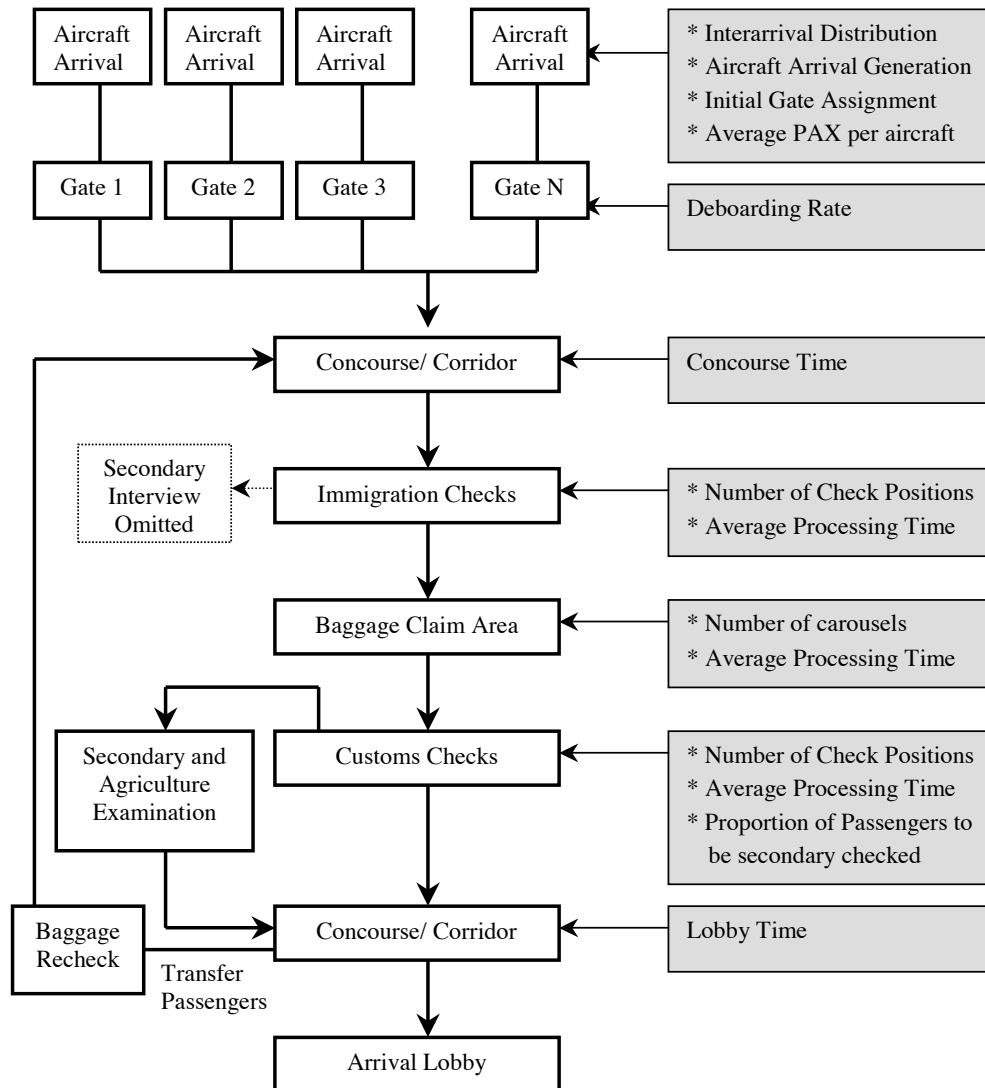 Aircraft
Arrival
Aircraft
Arrival
Aircraft
Arrival
Aircraft
Arrival
* Interarrival Distribution
* Aircraft Arrival Generation
* Initial Gate Assignment
* Average PAX per aircraft
Gate 1
Gate 2
Gate 3
Gate N
Deboarding Rate
Concourse/ Corridor
Concourse Time
Secondary
Interview
Omitted
Immigration Checks
* Number of Check Positions
* Average Processing Time
Baggage Claim Area
* Number of carousels
* Average Processing Time
Secondary and
Agriculture
Examination
Customs Checks
* Number of Check Positions
* Average Processing Time
* Proportion of Passengers to
be secondary checked
Baggage
Recheck
Transfer
Passengers
Concourse/ Corridor
Lobby Time
Arrival Lobby